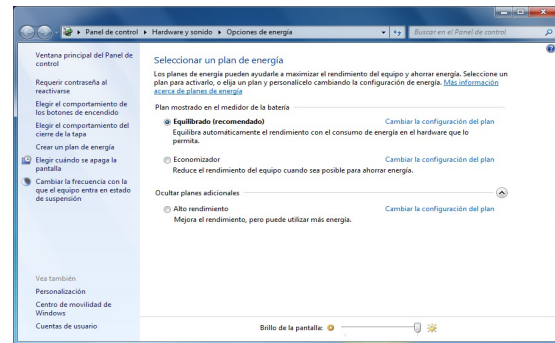 Panel de control ▸ Hardware y sonido ▸ Opciones de energía
Buscar en el Panel de control
Ventana principal del Panel de
control
Requerir contraseña al
reactivarse
Elegir el comportamiento de
los botones de encendido
Elegir el comportamiento del
cierre de la tapa
Crear un plan de energía
Elegir cuándo se apaga la
pantalla
Cambiar la frecuencia con la
que el equipo entra en estado
de suspensión
Vea también
Personalización
Centro de movilidad de
Windows
Cuentas de usuario
Seleccionar un plan de energía
Los planes de energía pueden ayudarle a maximizar el rendimiento del equipo y ahorrar energía. Seleccione un
plan para activarlo, o elija un plan y personalícelo cambiando la configuración de energía. Más información
acerca de planes de energía
Plan mostrado en el medidor de la batería
Equilibrado (recomendado) Cambiar la configuración del plan
Equilibra automáticamente el rendimiento con el consumo de energía en el hardware que lo
permita.
Economizador Cambiar la configuración del plan
Reduce el rendimiento del equipo cuando sea posible para ahorrar energía.
Ocultar planes adicionales
Alto rendimiento Cambiar la configuración del plan
Mejora el rendimiento, pero puede utilizar más energía.
Brillo de la pantalla: